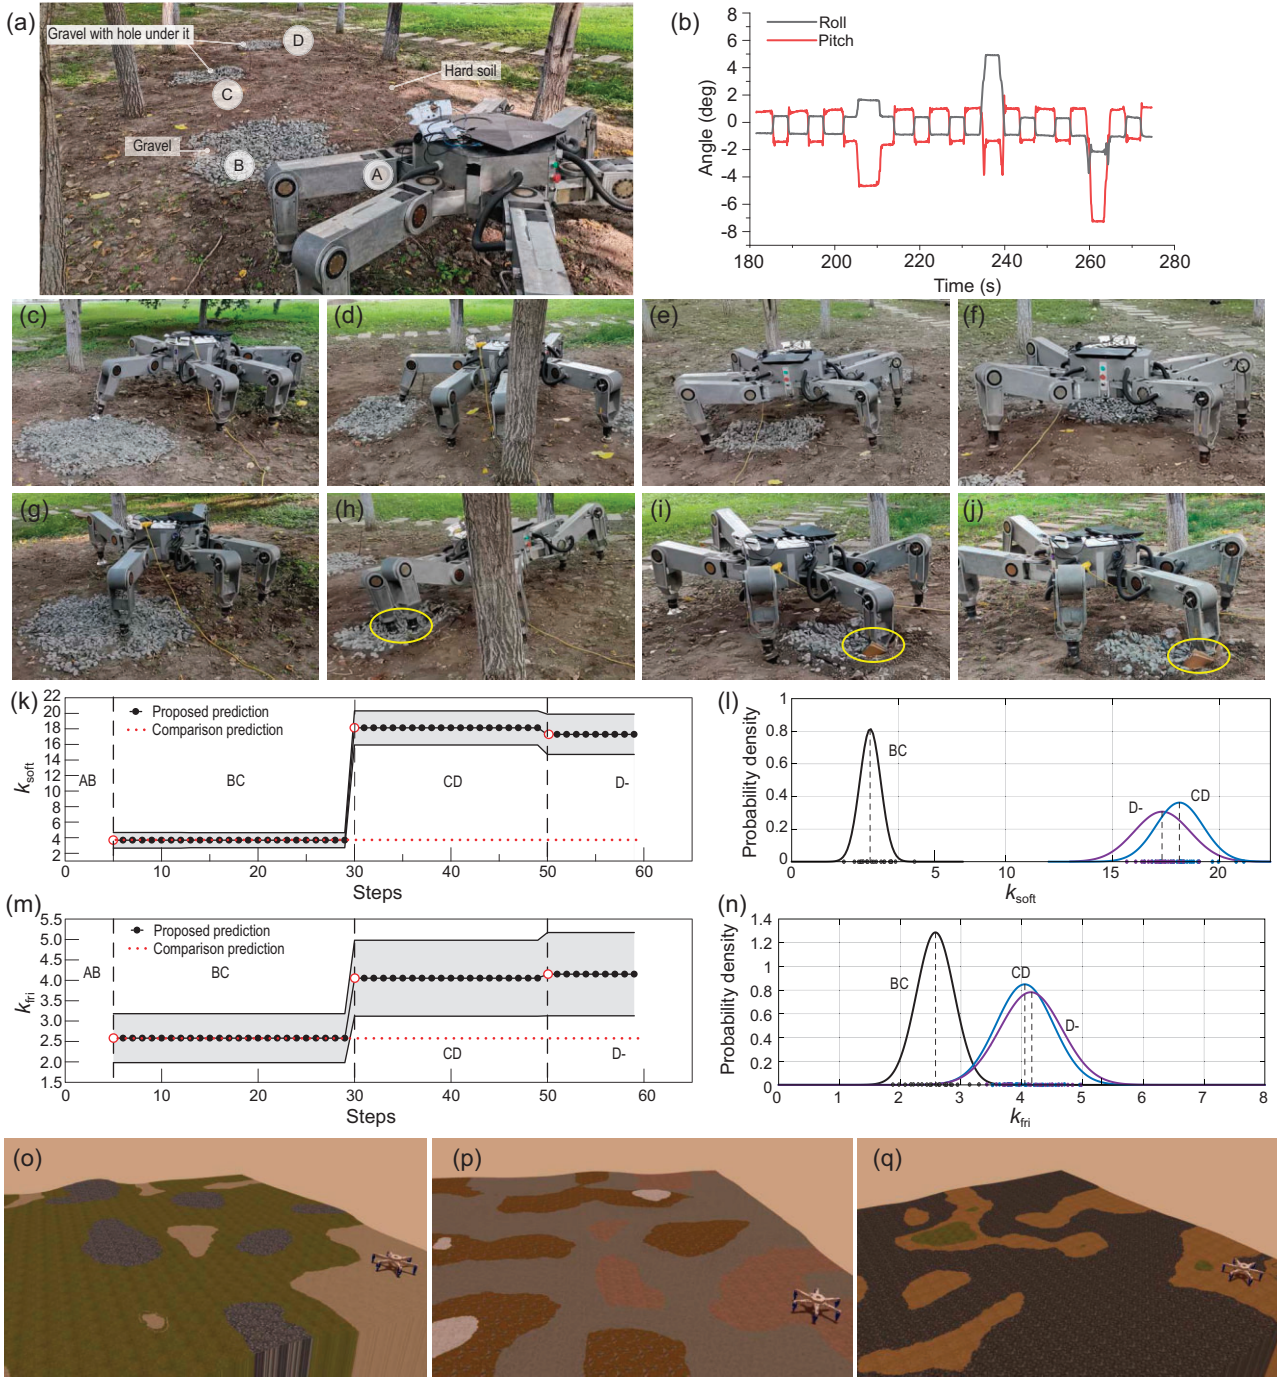 (a)
Gravel with hole under it
D
Hard soil
C
Gravel
B
A
(b)
Roll
Pitch
8
6
4
2
0
-2
-4
-6
-8
Angle (deg)
180 200 220 240 260 280
Time (s)
(c)
(d)
(e)
(f)
(g)
(h)
(i)
(j)
(k)
22
20
18
16
14
12
10
8
6
4
2
k_soft
Proposed prediction
Comparison prediction
AB
BC
CD
D-
0 10 20 30 40 50 60
Steps
(l)
1
0.8
0.6
0.4
0.2
0
Probability density
BC
D-
CD
0 5 10 15 20
k_soft
(m)
5.5
5.0
4.5
4.0
3.5
3.0
2.5
2.0
1.5
k_fri
Proposed prediction
Comparison prediction
AB
BC
CD
D-
0 10 20 30 40 50 60
Steps
(n)
1.4
1.2
1
0.8
0.6
0.4
0.2
0
Probability density
BC
CD
D-
0 1 2 3 4 5 6 7 8
k_fri
(o)
(p)
(q)